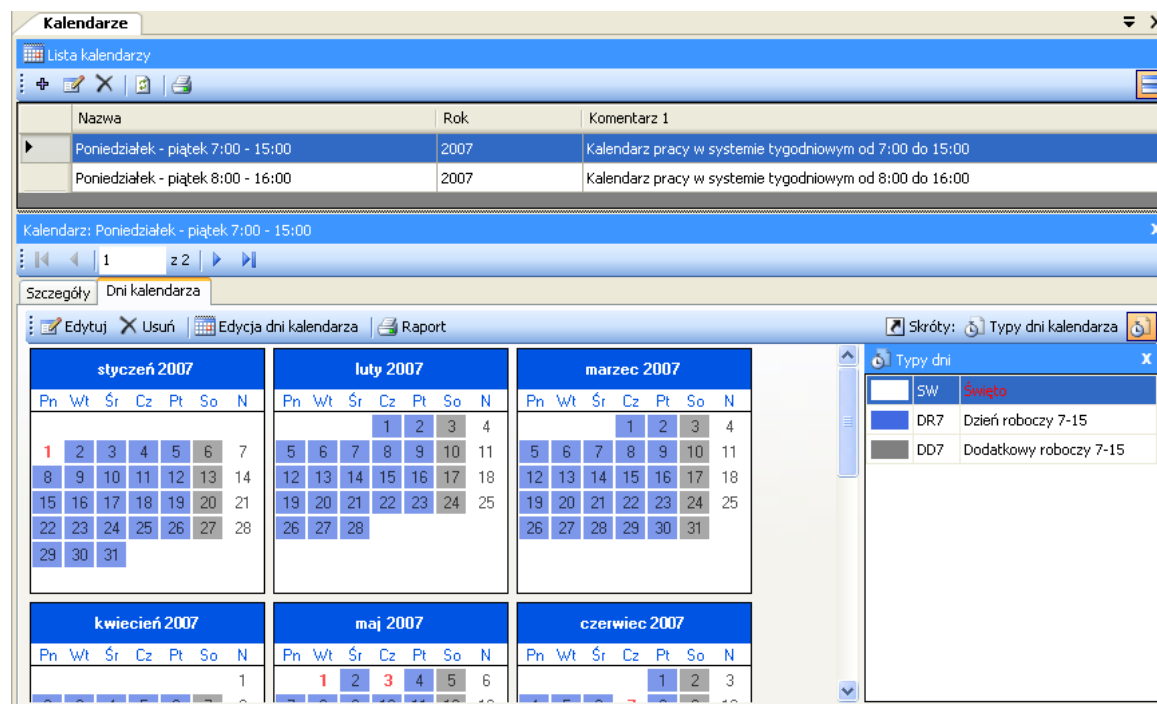 Kalendarze
Lista kalendarzy
Nazwa Rok Komentarz 1
Poniedziałek - piątek 7:00 - 15:00 2007 Kalendarz pracy w systemie tygodniowym od 7:00 do 15:00
Poniedziałek - piątek 8:00 - 16:00 2007 Kalendarz pracy w systemie tygodniowym od 8:00 do 16:00
Kalendarz: Poniedziałek - piątek 7:00 - 15:00 x
1 z 2
Szczegóły Dni kalendarza
Edytuj Usuń Edycja dni kalendarza Raport Skróty: Typy dni kalendarza
styczeń 2007
Pn Wt Śr Cz Pt So N
1 2 3 4 5 6 7
8 9 10 11 12 13 14
15 16 17 18 19 20 21
22 23 24 25 26 27 28
29 30 31
luty 2007
Pn Wt Śr Cz Pt So N
1 2 3 4
5 6 7 8 9 10 11
12 13 14 15 16 17 18
19 20 21 22 23 24 25
26 27 28
marzec 2007
Pn Wt Śr Cz Pt So N
1 2 3 4
5 6 7 8 9 10 11
12 13 14 15 16 17 18
19 20 21 22 23 24 25
26 27 28 29 30 31
Typy dni x
SW Święto
DR7 Dzień roboczy 7-15
DD7 Dodatkowy roboczy 7-15
kwiecień 2007
Pn Wt Śr Cz Pt So N
1
maj 2007
Pn Wt Śr Cz Pt So N
1 2 3 4 5 6
czerwiec 2007
Pn Wt Śr Cz Pt So N
1 2 3